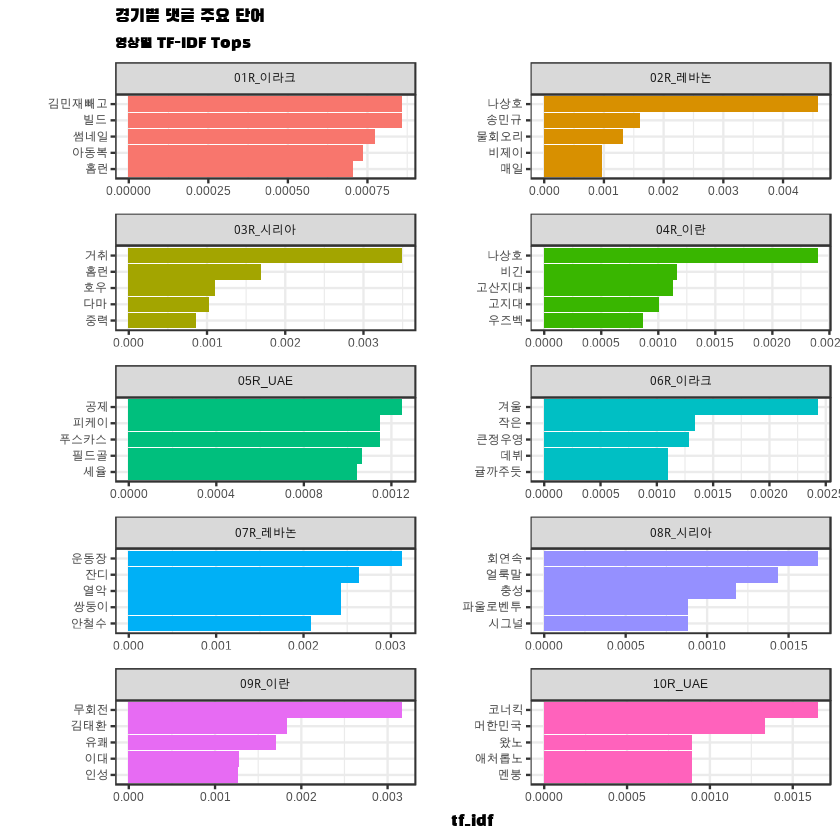 경기별 댓글 주요 단어
영상별 TF-IDF Tops
01R_이라크
김민재빼고
빌드
썸네일
아동복
홈런
0.00000 0.00025 0.00050 0.00075
02R_레바논
나상호
송민규
물회오리
비제이
매일
0.000 0.001 0.002 0.003 0.004
03R_시리아
거취
홈런
호우
다마
중력
0.000 0.001 0.002 0.003
04R_이란
나상호
비긴
고산지대
고지대
우즈벡
0.0000 0.0005 0.0010 0.0015 0.0020 0.002
05R_UAE
공제
피케이
푸스카스
필드골
세율
0.0000 0.0004 0.0008 0.0012
06R_이라크
겨울
작은
큰정우영
데뷔
귤까주듯
0.0000 0.0005 0.0010 0.0015 0.0020 0.0025
07R_레바논
운동장
잔디
열악
쌍둥이
안철수
0.000 0.001 0.002 0.003
08R_시리아
회연속
얼룩말
충성
파울로벤투
시그널
0.0000 0.0005 0.0010 0.0015
09R_이란
무회전
김태환
유쾌
이대
인성
0.000 0.001 0.002 0.003
10R_UAE
코너킥
머한민국
왔노
애처롭노
멘붕
0.0000 0.0005 0.0010 0.0015
tf_idf